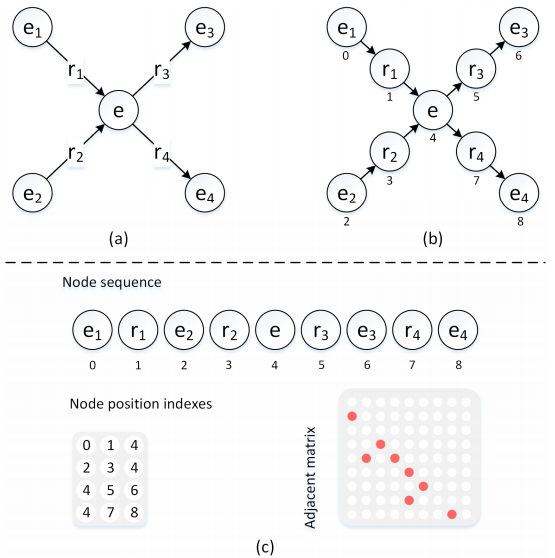 e1 e3 e1 e3
0 6
r1 r3 r1 r3
1 5
e e
4
r2 r4 r2 r4
3 7
e2 e4 e2 e4
2 8
(a) (b)
Node sequence
e1 r1 e2 r2 e r3 e3 r4 e4
0 1 2 3 4 5 6 7 8
Node position indexes
0 1 4
2 3 4
4 5 6
4 7 8
Adjacent matrix
(c)